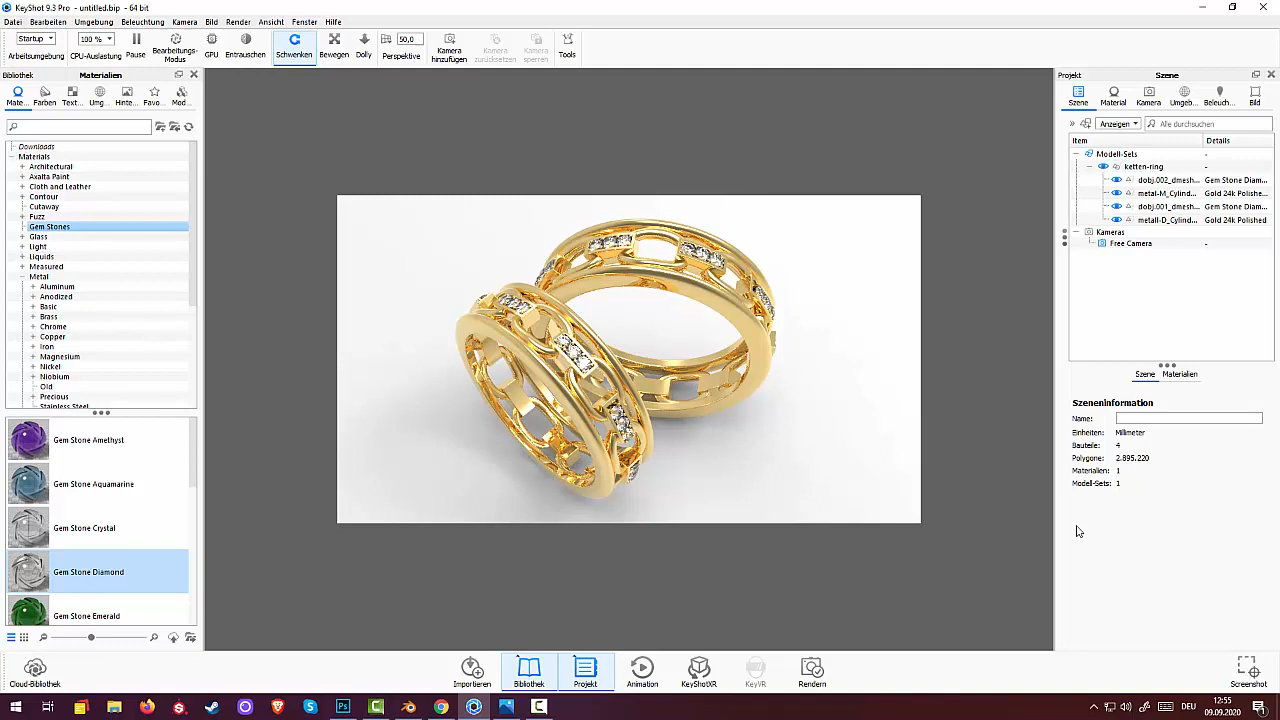 KeyShot 9.3 Pro - untitled.bip - 64 bit
Datei Bearbeiten Umgebung Beleuchtung Kamera Bild Render Ansicht Fenster Hilfe
Startup 100 % 50,0
Arbeitsumgebung CPU-Auslastung Pause Bearbeitungs-Modus GPU Entrauschen Schwenken Bewegen Dolly Perspektive Kamera hinzufügen Kamera zurücksetzen Kamera sperren Tools
Bibliothek Materialien
Mate... Farben Text... Umg... Hinte... Favo... Mod...
Downloads
Materials
Architectural
Axalta Paint
Cloth and Leather
Contour
Cutaway
Fuzz
Gem Stones
Glass
Light
Liquids
Measured
Metal
Aluminum
Anodized
Basic
Brass
Chrome
Copper
Iron
Magnesium
Nickel
Niobium
Old
Precious
Stainless Steel
Gem Stone Amethyst
Gem Stone Aquamarine
Gem Stone Crystal
Gem Stone Diamond
Gem Stone Emerald
Projekt Szene
Szene Material Kamera Umgeb... Beleuch... Bild
Anzeigen Alle durchsuchen
Item Details
Modell-Sets -
ketten-ring -
dobj.002_dmesh... Gem Stone Diam...
metal-M_Cylind... Gold 24k Polishe...
dobj.001_dmesh... Gem Stone Diam...
metall-D_Cylind... Gold 24k Polished
Kameras
Free Camera -
Szene Materialien
Szeneninformation
Name:
Einheiten: Millimeter
Bauteile: 4
Polygone: 2.895.220
Materialien: 1
Modell-Sets: 1
Cloud-Bibliothek Importieren Bibliothek Projekt Animation KeyShotXR KeyVR Rendern Screenshot
DEU
12:55
09.09.2020